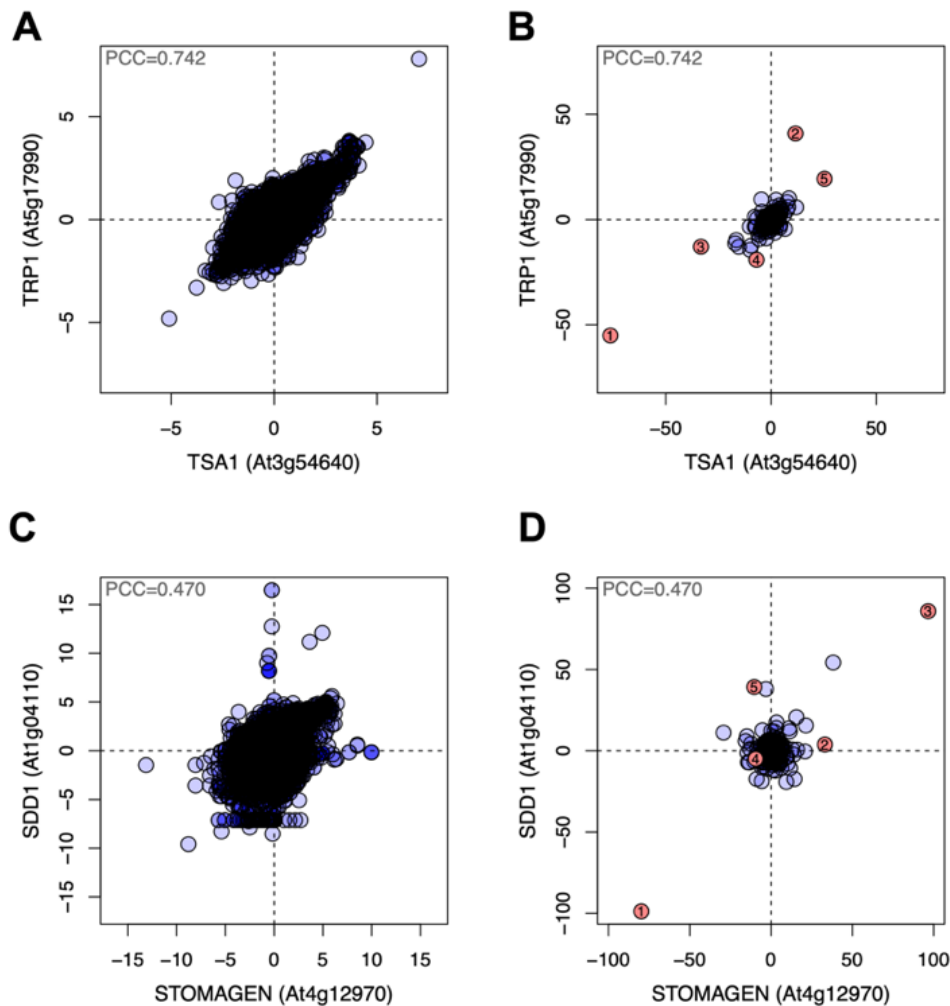 A
PCC=0.742
5
0
−5
TRP1 (At5g17990)
−5 0 5
TSA1 (At3g54640)
B
PCC=0.742
50
0
−50
TRP1 (At5g17990)
2
5
3
4
1
−50 0 50
TSA1 (At3g54640)
C
PCC=0.470
15
10
5
0
−5
−10
−15
SDD1 (At1g04110)
−15 −10 −5 0 5 10 15
STOMAGEN (At4g12970)
D
PCC=0.470
100
50
0
−50
−100
SDD1 (At1g04110)
3
5
2
4
1
−100 −50 0 50 100
STOMAGEN (At4g12970)